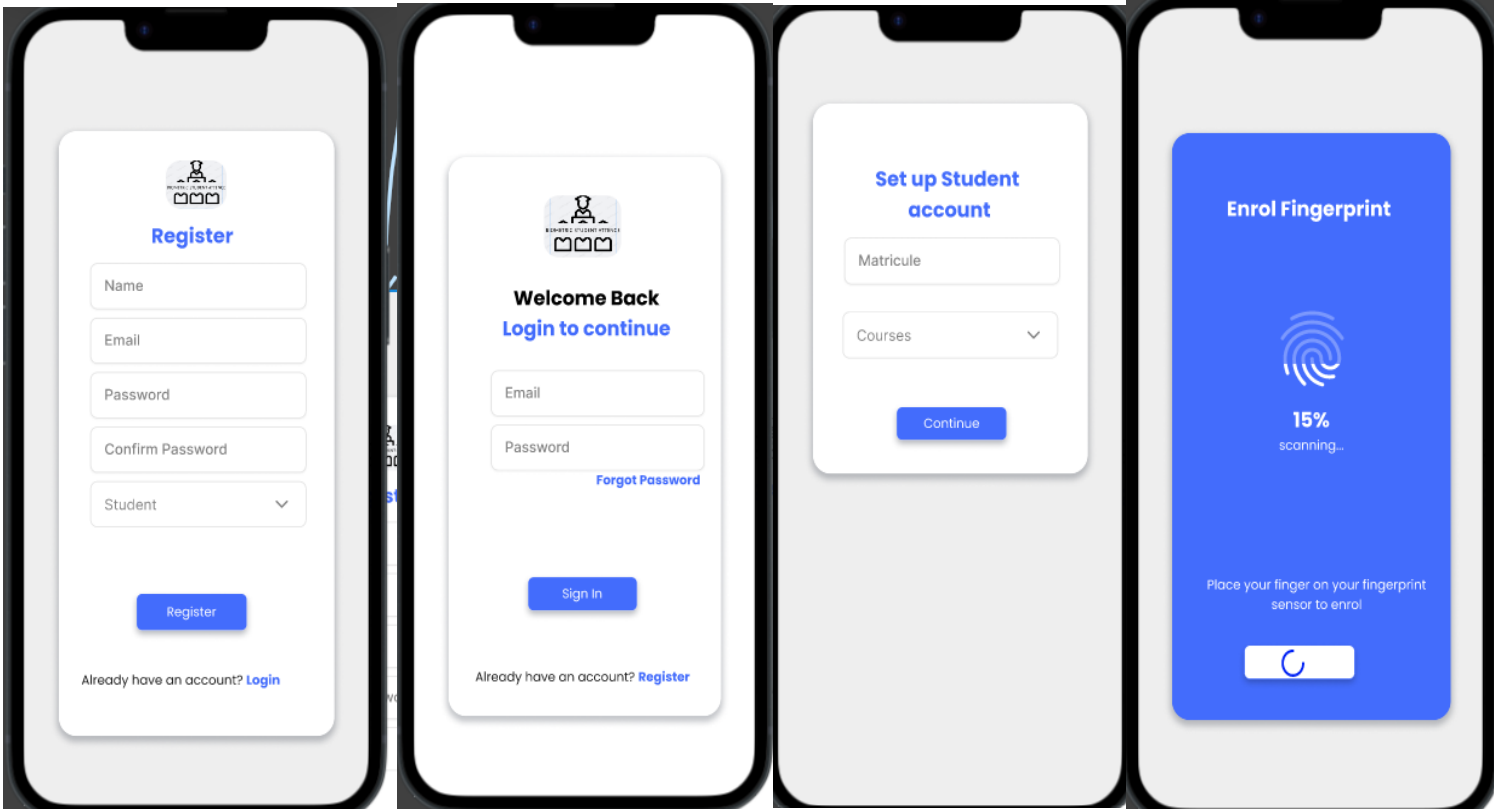 Register
Name
Email
Password
Confirm Password
Student
Register
Already have an account? Login
Welcome Back
Login to continue
Email
Password
Forgot Password
Sign In
Already have an account? Register
Set up Student
account
Matricule
Courses
Continue
Enrol Fingerprint
15%
scanning...
Place your finger on your fingerprint
sensor to enrol